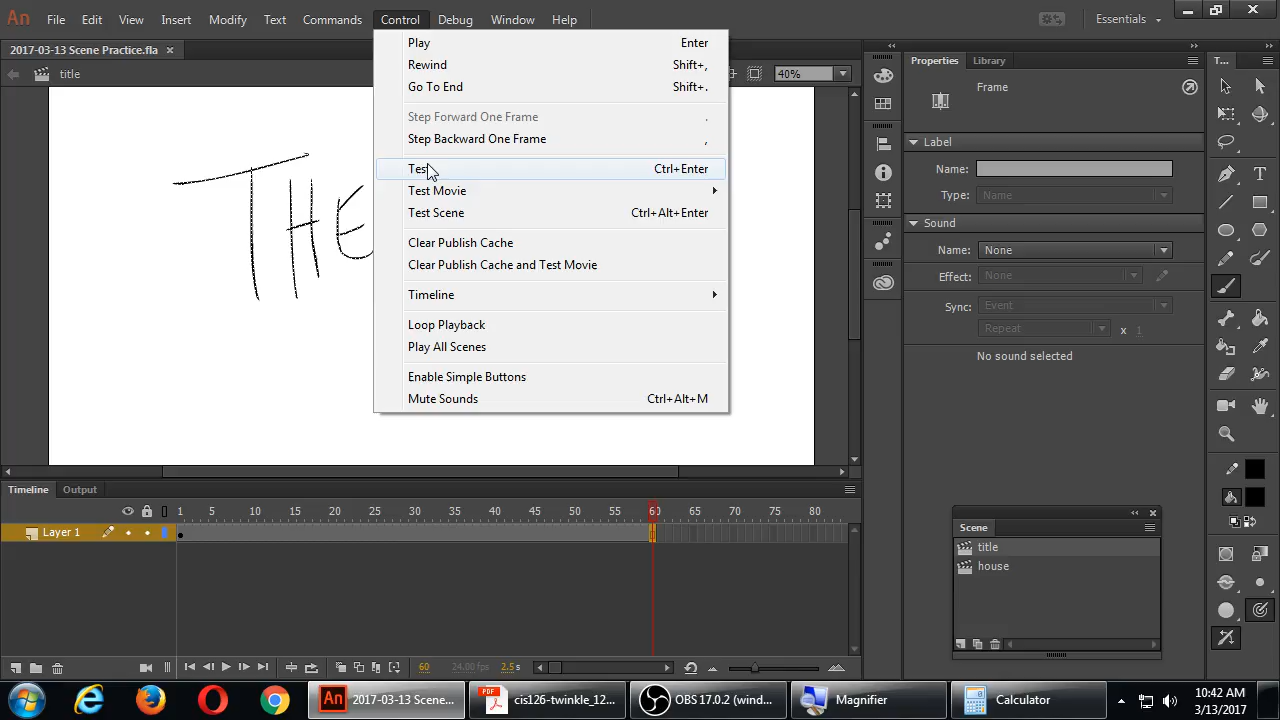 An File Edit View Insert Modify Text Commands Control Debug Window Help Essentials
2017-03-13 Scene Practice.fla ×
title 40%
THE
Play Enter
Rewind Shift+,
Go To End Shift+.
Step Forward One Frame .
Step Backward One Frame ,
Test Ctrl+Enter
Test Movie
Test Scene Ctrl+Alt+Enter
Clear Publish Cache
Clear Publish Cache and Test Movie
Timeline
Loop Playback
Play All Scenes
Enable Simple Buttons
Mute Sounds Ctrl+Alt+M
Properties Library T...
Frame
Label
Name:
Type: Name
Sound
Name: None
Effect: None
Sync: Event
Repeat x 1
No sound selected
Timeline Output
1 5 10 15 20 25 30 35 40 45 50 55 60 65 70 75 80
Layer 1
60 24.00 fps 2.5 s
Scene
title
house
An 2017-03-13 Scene... PDF cis126-twinkle_12... OBS 17.0.2 (wind... Magnifier Calculator
10:42 AM
3/13/2017